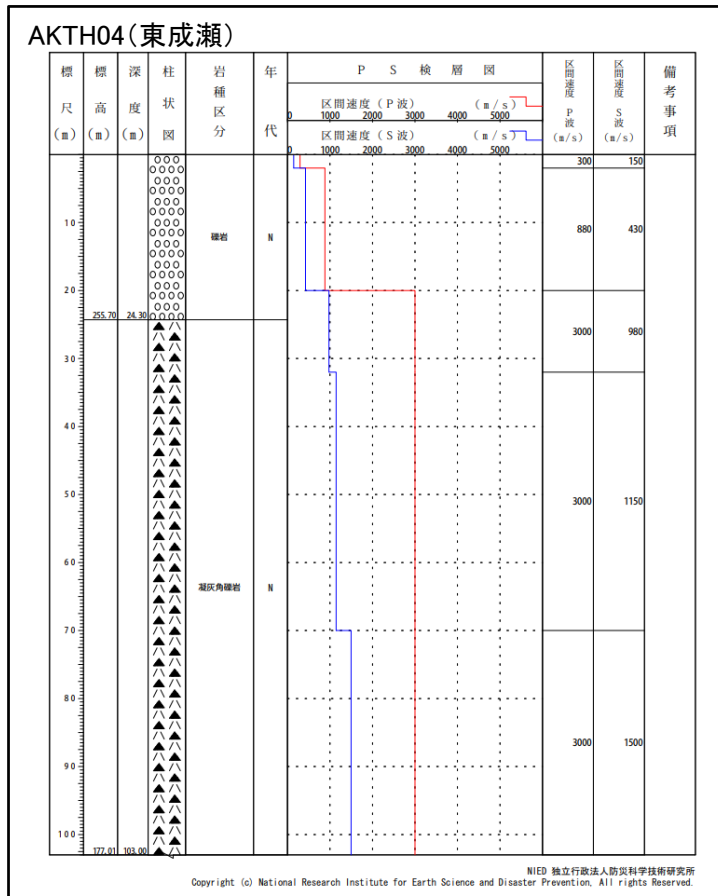 AKTH04(東成瀬)
標尺(m) 標高(m) 深度(m) 柱状図 岩種区分 年代 PS検層図 区間速度 P波 (m/s) 区間速度 S波 (m/s) 備考事項
区間速度(P波) (m/s)
0 1000 2000 3000 4000 5000
区間速度(S波) (m/s)
0 1000 2000 3000 4000 5000
300 150
10
礫岩 N 880 430
20
255.70 24.30
3000 980
30
40
50
3000 1150
60
凝灰角礫岩 N
70
80
90
3000 1500
100
177.01 103.00
NIED 独立行政法人防災科学技術研究所
Copyright (c) National Research Institute for Earth Science and Disaster Prevention, All rights Reserved.